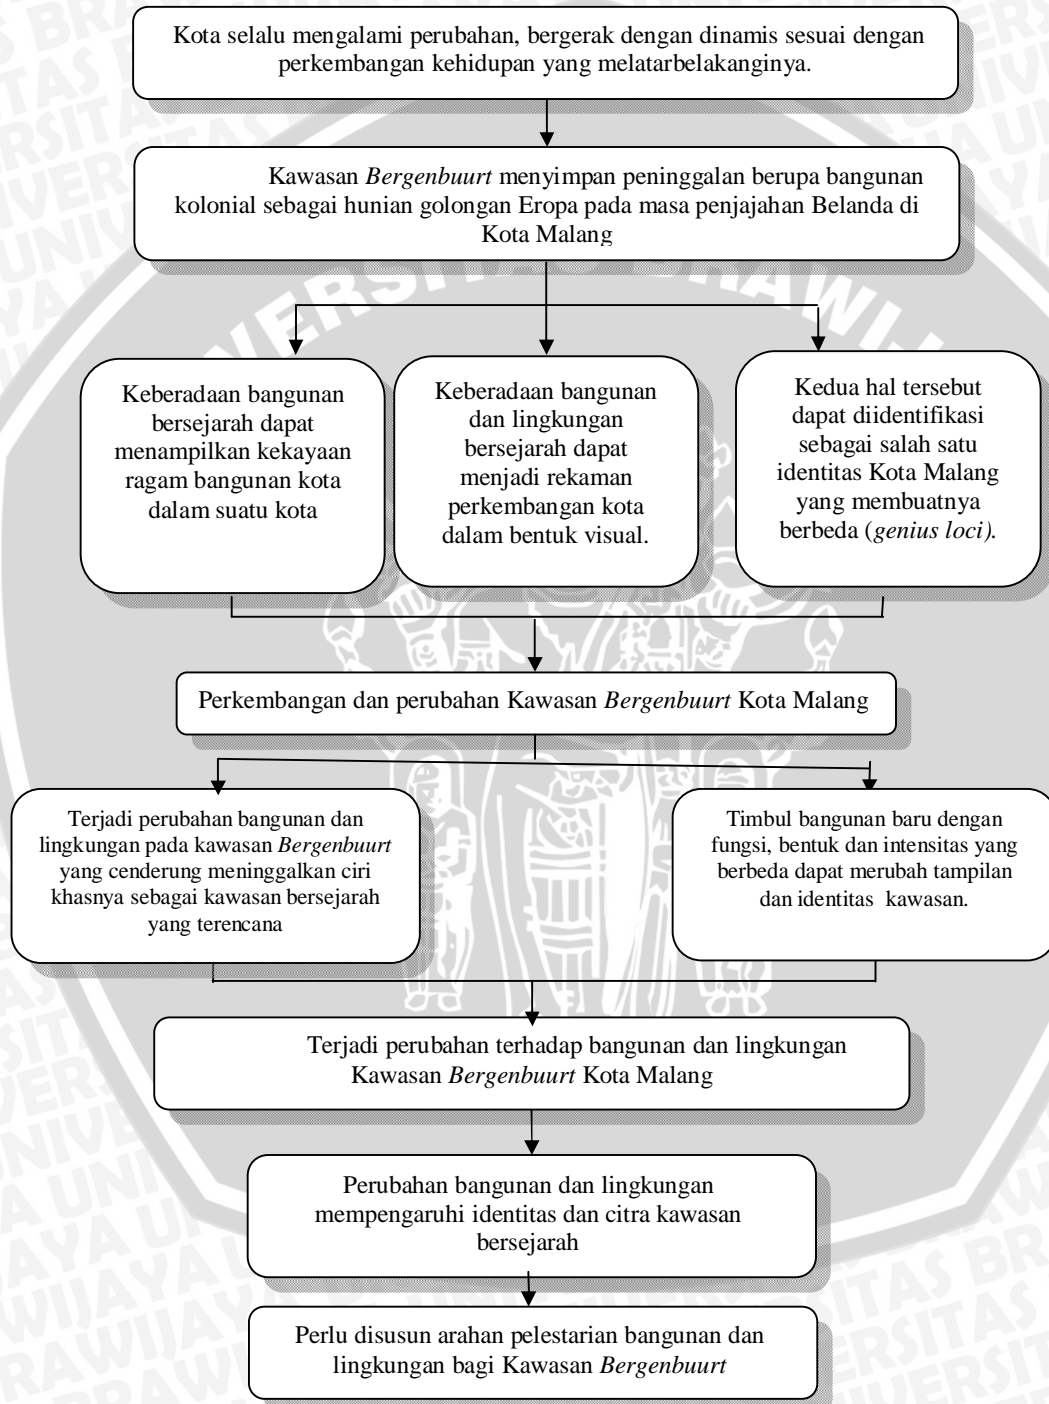 Kota selalu mengalami perubahan, bergerak dengan dinamis sesuai dengan
perkembangan kehidupan yang melatarbelakanginya.
Kawasan Bergenbuurt menyimpan peninggalan berupa bangunan
kolonial sebagai hunian golongan Eropa pada masa penjajahan Belanda di
Kota Malang
Keberadaan bangunan
bersejarah dapat
menampilkan kekayaan
ragam bangunan kota
dalam suatu kota
Keberadaan bangunan
dan lingkungan
bersejarah dapat
menjadi rekaman
perkembangan kota
dalam bentuk visual.
Kedua hal tersebut
dapat diidentifikasi
sebagai salah satu
identitas Kota Malang
yang membuatnya
berbeda (genius loci).
Perkembangan dan perubahan Kawasan Bergenbuurt Kota Malang
Terjadi perubahan bangunan dan
lingkungan pada kawasan Bergenbuurt
yang cenderung meninggalkan ciri
khasnya sebagai kawasan bersejarah
yang terencana
Timbul bangunan baru dengan
fungsi, bentuk dan intensitas yang
berbeda dapat merubah tampilan
dan identitas kawasan.
Terjadi perubahan terhadap bangunan dan lingkungan
Kawasan Bergenbuurt Kota Malang
Perubahan bangunan dan lingkungan
mempengaruhi identitas dan citra kawasan
bersejarah
Perlu disusun arahan pelestarian bangunan dan
lingkungan bagi Kawasan Bergenbuurt